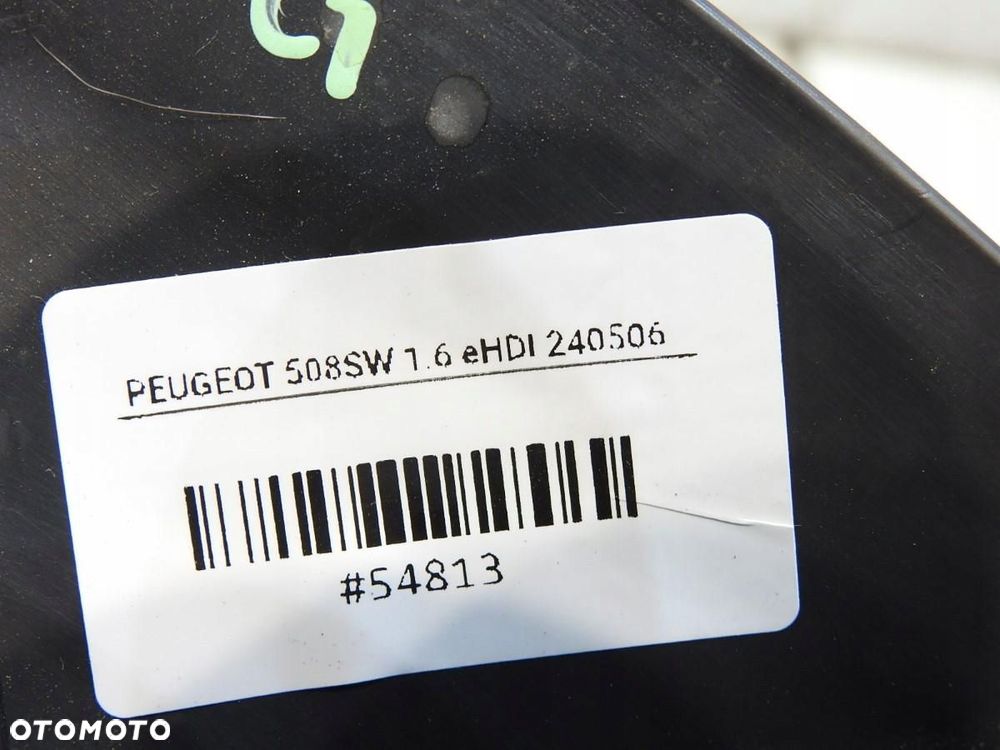 PEUGEOT 508SW 1.6 eHDI 240506
#54813
OTOMOTO